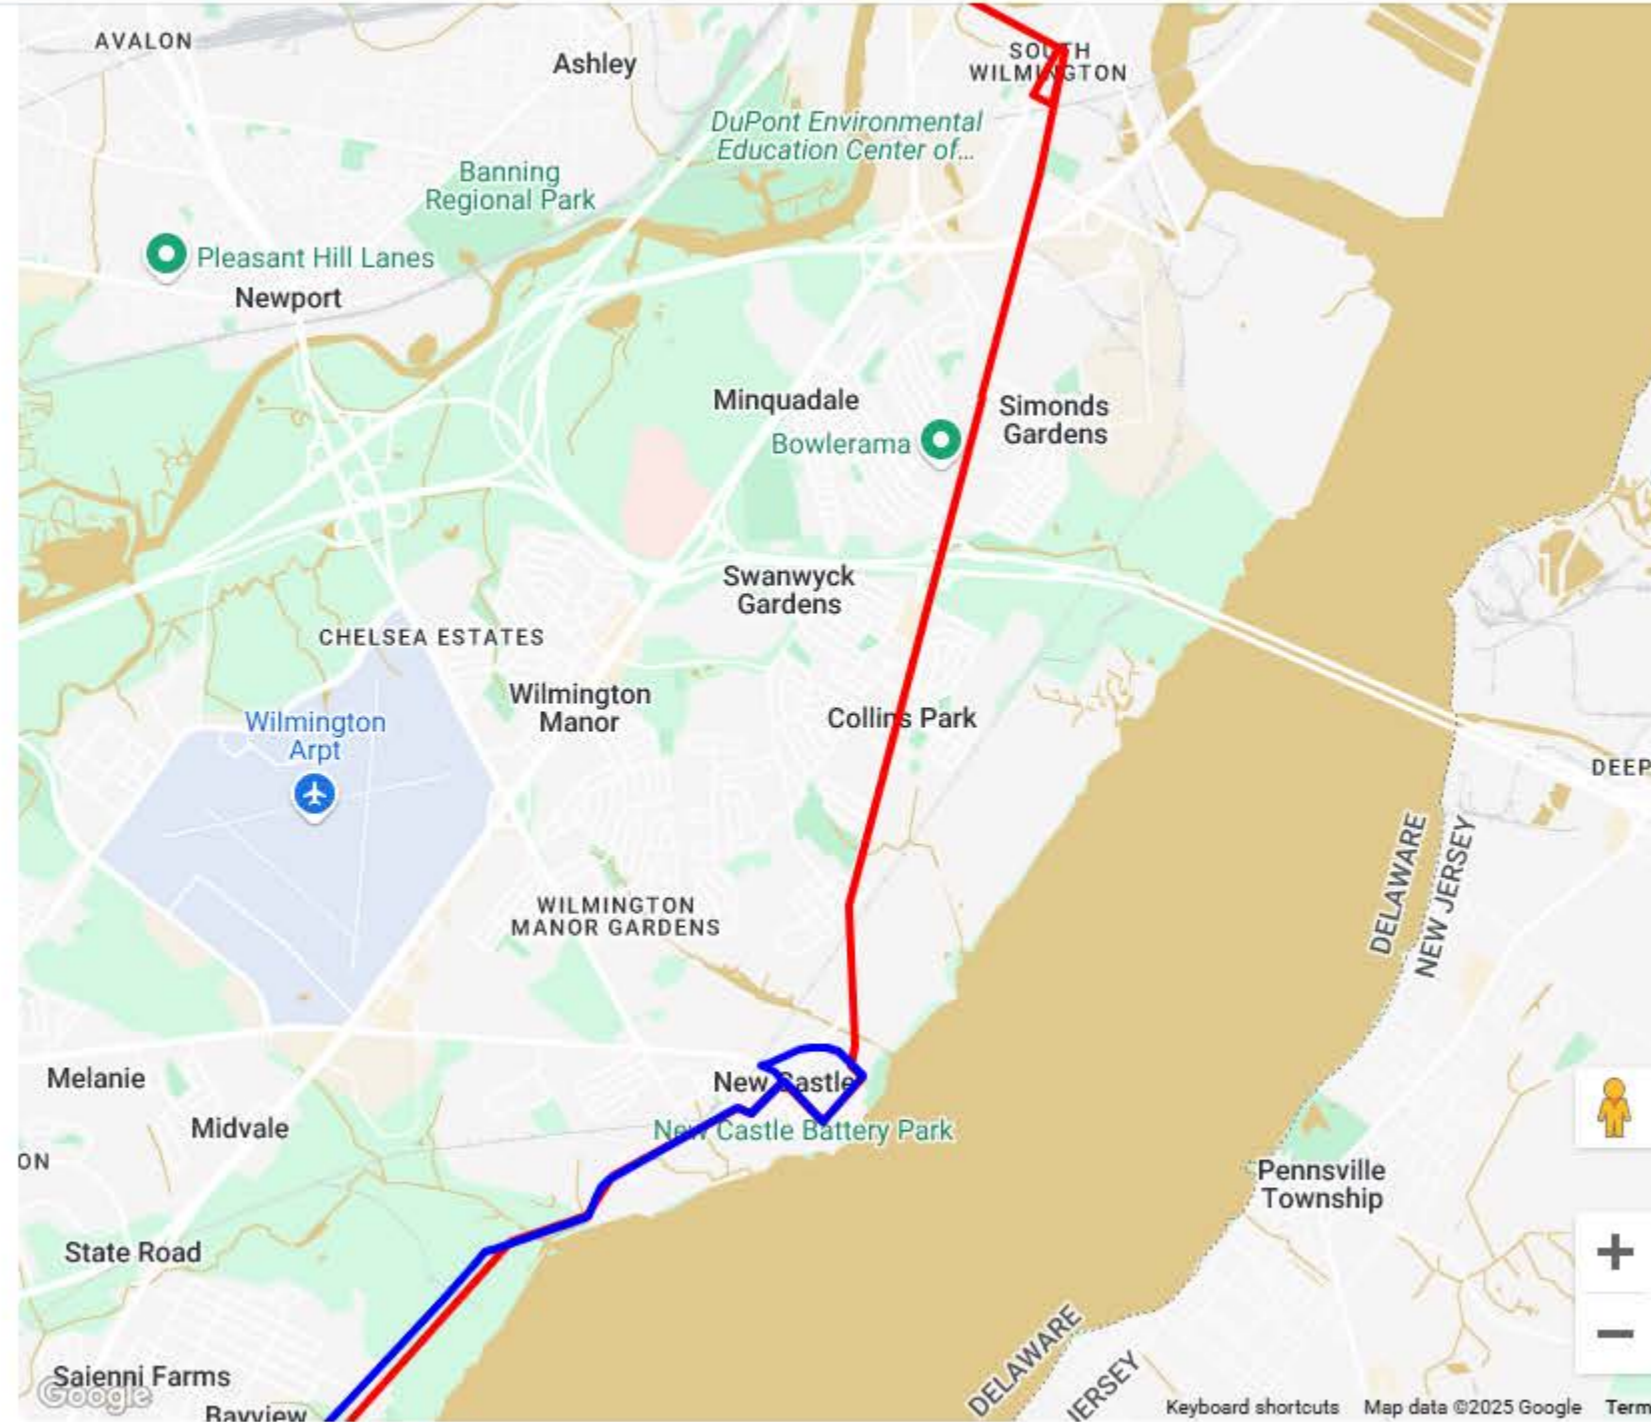 AVALON
Ashley
SOUTH
WILMINGTON
DuPont Environmental
Education Center of...
Banning
Regional Park
Pleasant Hill Lanes
Newport
Minquadale
Simonds
Gardens
Bowlerama
Swanwyck
Gardens
CHELSEA ESTATES
Wilmington
Manor
Collins Park
Wilmington
Arpt
DEEP
DELAWARE
NEW JERSEY
WILMINGTON
MANOR GARDENS
Melanie
New Castle
Midvale
New Castle Battery Park
ON
Pennsville
Township
State Road
DELAWARE
JERSEY
Saienni Farms
Google
Bayview
Keyboard shortcuts
Map data ©2025 Google
Term